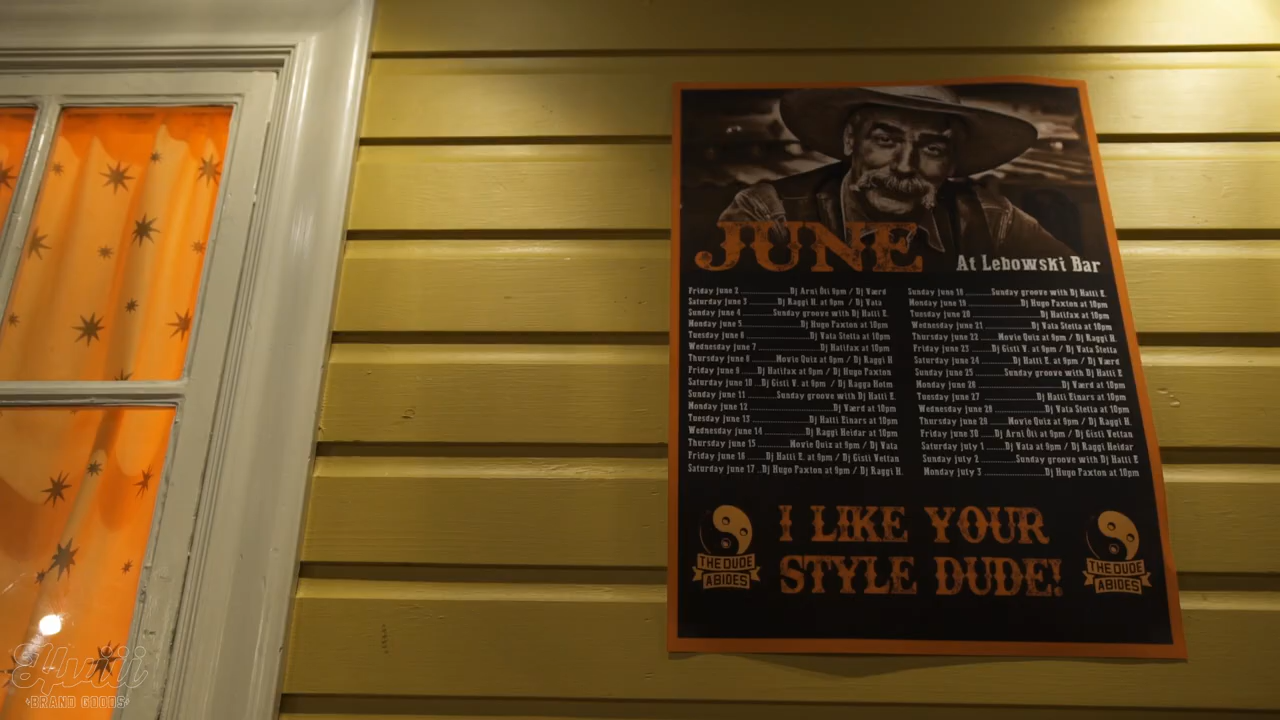 JUNE
At Lebowski Bar
Friday june 2 ............ Dj Arni Öli 9pm / Dj Værd
Saturday june 3 ........ Dj Raggi H. at 9pm / Dj Vala
Sunday june 4 ........ Sunday groove with Dj Halli E.
Monday june 5 ............ Dj Hugo Paxton at 10pm
Tuesday june 6 ............ Dj Vala Stella at 10pm
Wednesday june 7 ............ Dj Halifax at 10pm
Thursday june 8 ........ Movie Quiz at 9pm / Dj Raggi H
Friday june 9 .... Dj Halifax at 9pm / Dj Hugo Paxton
Saturday june 10 ... Dj Gisti V. at 9pm / Dj Ragga Holm
Sunday june 11 ........ Sunday groove with Dj Halli E.
Monday june 12 ............ Dj Værd at 10pm
Tuesday june 13 ............ Dj Halli Einars at 10pm
Wednesday june 14 ........ Dj Raggi Heidar at 10pm
Thursday june 15 ........ Movie Quiz at 9pm / Dj Vala
Friday june 16 ...... Dj Halli E. at 9pm / Dj Gisti Vettan
Saturday june 17 .. Dj Hugo Paxton at 9pm / Dj Raggi H.
Sunday june 18 ........ Sunday groove with Dj Halli E.
Monday june 19 ............ Dj Hugo Paxton at 10pm
Tuesday june 20 ............ Dj Halifax at 10pm
Wednesday june 21 ............ Dj Vala Stella at 10pm
Thursday june 22 ...... Movie Quiz at 9pm / Dj Raggi H.
Friday june 23 ...... Dj Gisti V. at 9pm / Dj Vala Stella
Saturday june 24 ........ Dj Halli E. at 9pm / Dj Værd
Sunday june 25 ........ Sunday groove with Dj Halli E
Monday june 26 ............ Dj Værd at 10pm
Tuesday june 27 ............ Dj Halli Einars at 10pm
Wednesday june 28 ............ Dj Vala Stella at 10pm
Thursday june 29 ...... Movie Quiz at 9pm / Dj Raggi H.
Friday june 30 .... Dj Arni Öli at 9pm / Dj Gisti Vettan
Saturday july 1 ...... Dj Vala at 9pm / Dj Raggi Heidar
Sunday july 2 ........ Sunday groove with Dj Halli E
Monday july 3 ............ Dj Hugo Paxton at 10pm
I LIKE YOUR
STYLE DUDE!
THE DUDE
ABIDES
THE DUDE
ABIDES
BRAND GOODS